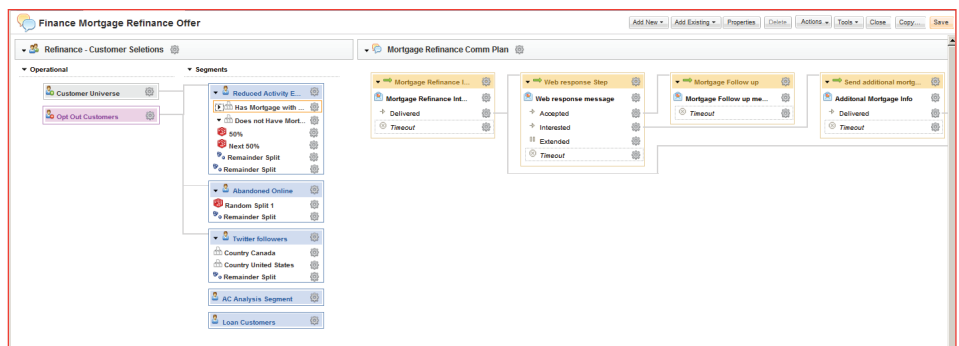 Finance Mortgage Refinance Offer
Add New
Add Existing
Properties
Delete
Actions
Tools
Close
Copy...
Save
Refinance - Customer Seletions
Operational
Customer Universe
Opt Out Customers
Segments
Reduced Activity E...
Has Mortgage with ...
Does not Have Mort...
50%
Next 50%
Remainder Split
Remainder Split
Abandoned Online
Random Split 1
Remainder Split
Twitter followers
Country Canada
Country United States
Remainder Split
AC Analysis Segment
Loan Customers
Mortgage Refinance Comm Plan
Mortgage Refinance I...
Mortgage Refinance Int...
Delivered
Timeout
Web response Step
Web response message
Accepted
Interested
Extended
Timeout
Mortgage Follow up
Mortgage Follow up me...
Timeout
Send additional mortg...
Additonal Mortgage Info
Delivered
Timeout